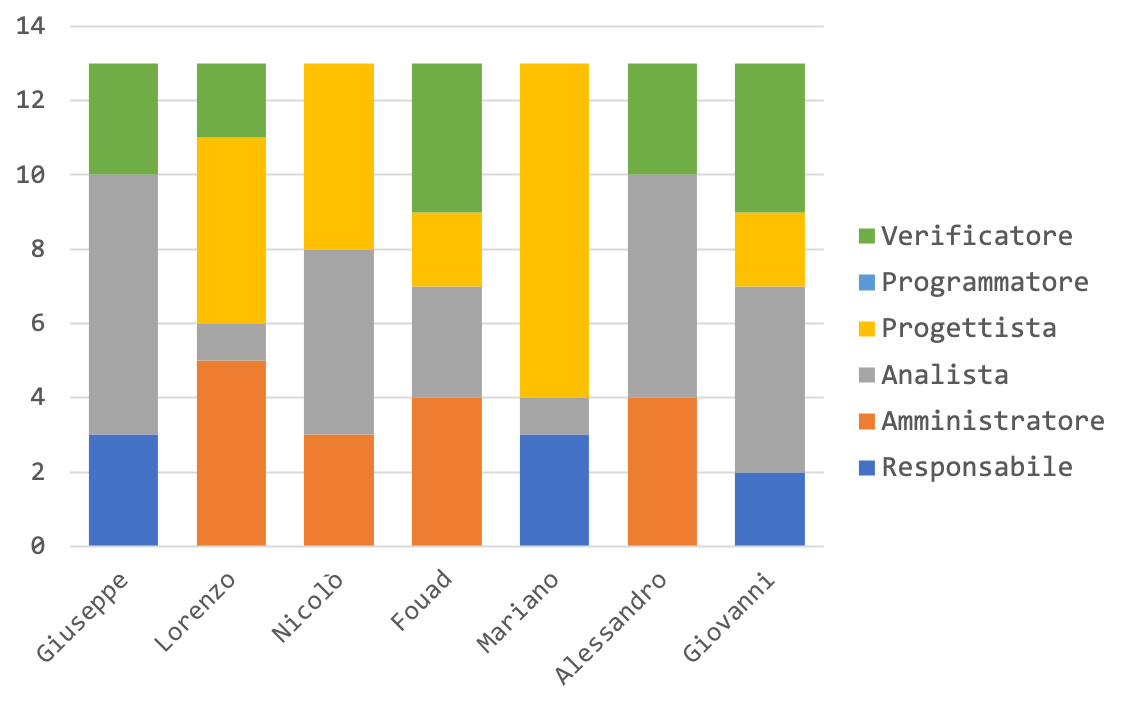 14
12
10
8
6
4
2
0
Giuseppe
Lorenzo
Nicolò
Fouad
Mariano
Alessandro
Giovanni
Verificatore
Programmatore
Progettista
Analista
Amministratore
Responsabile